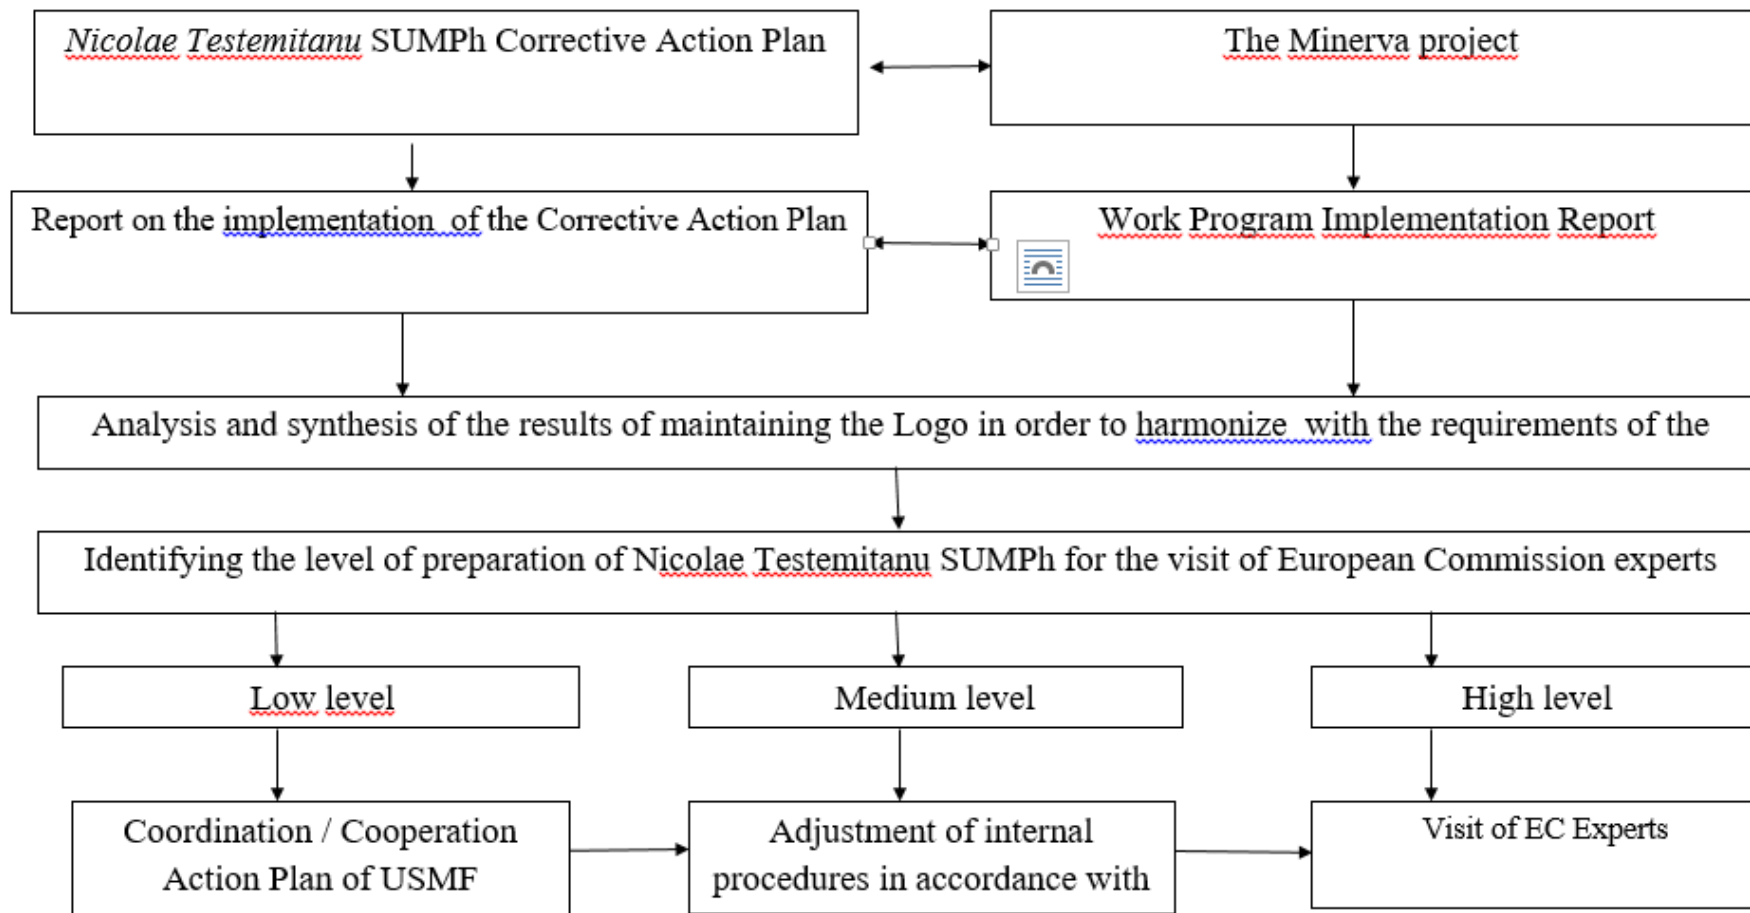 Nicolae Testemitanu SUMPh Corrective Action Plan
The Minerva project
Report on the implementation of the Corrective Action Plan
Work Program Implementation Report
Analysis and synthesis of the results of maintaining the Logo in order to harmonize with the requirements of the
Identifying the level of preparation of Nicolae Testemitanu SUMPh for the visit of European Commission experts
Low level
Medium level
High level
Coordination / Cooperation
Action Plan of USMF
Adjustment of internal
procedures in accordance with
Visit of EC Experts